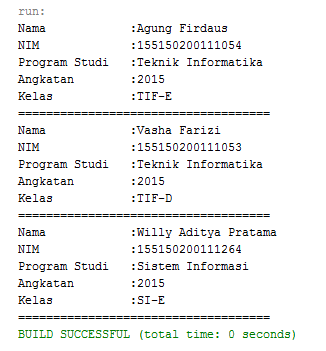 run:
Nama            :Agung Firdaus
NIM             :155150200111054
Program Studi   :Teknik Informatika
Angkatan        :2015
Kelas           :TIF-E
====================================
Nama            :Vasha Farizi
NIM             :155150200111053
Program Studi   :Teknik Informatika
Angkatan        :2015
Kelas           :TIF-D
====================================
Nama            :Willy Aditya Pratama
NIM             :155150200111264
Program Studi   :Sistem Informasi
Angkatan        :2015
Kelas           :SI-E
====================================
BUILD SUCCESSFUL (total time: 0 seconds)